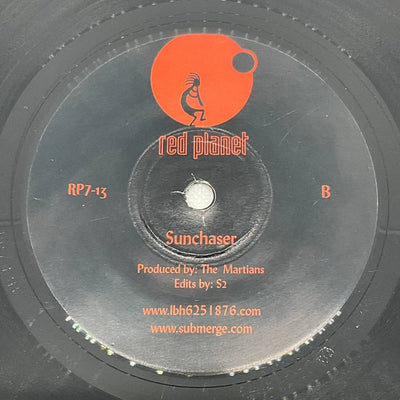 red planet
RP7-13
B
Sunchaser
Produced by: The Martians
Edits by: S2
www.lbh6251876.com
www.submerge.com